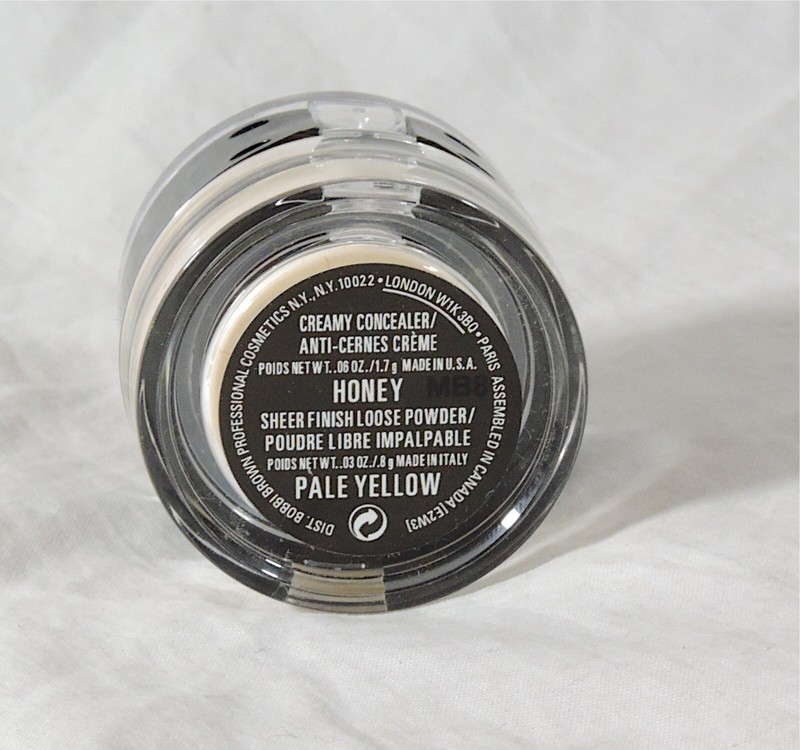 DIST. BOBBI BROWN PROFESSIONAL COSMETICS N.Y., N.Y. 10022 • LONDON W1K 3BQ • PARIS ASSEMBLED IN CANADA [E2W3]
CREAMY CONCEALER/
ANTI-CERNES CRÈME
POIDS NET WT. .06 OZ./1.7 g MADE IN U.S.A.
HONEY
SHEER FINISH LOOSE POWDER/
POUDRE LIBRE IMPALPABLE
POIDS NET WT. .03 OZ./.8 g MADE IN ITALY
PALE YELLOW